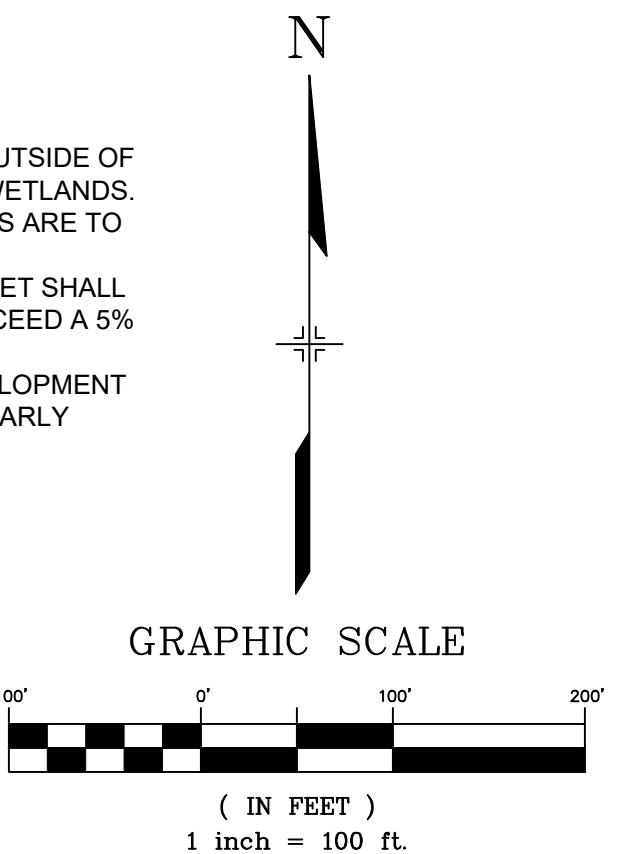 N
UTSIDE OF
WETLANDS.
S ARE TO
ET SHALL
CEED A 5%
LOPMENT
ARLY
GRAPHIC SCALE
00' 0' 100' 200'
( IN FEET )
1 inch = 100 ft.